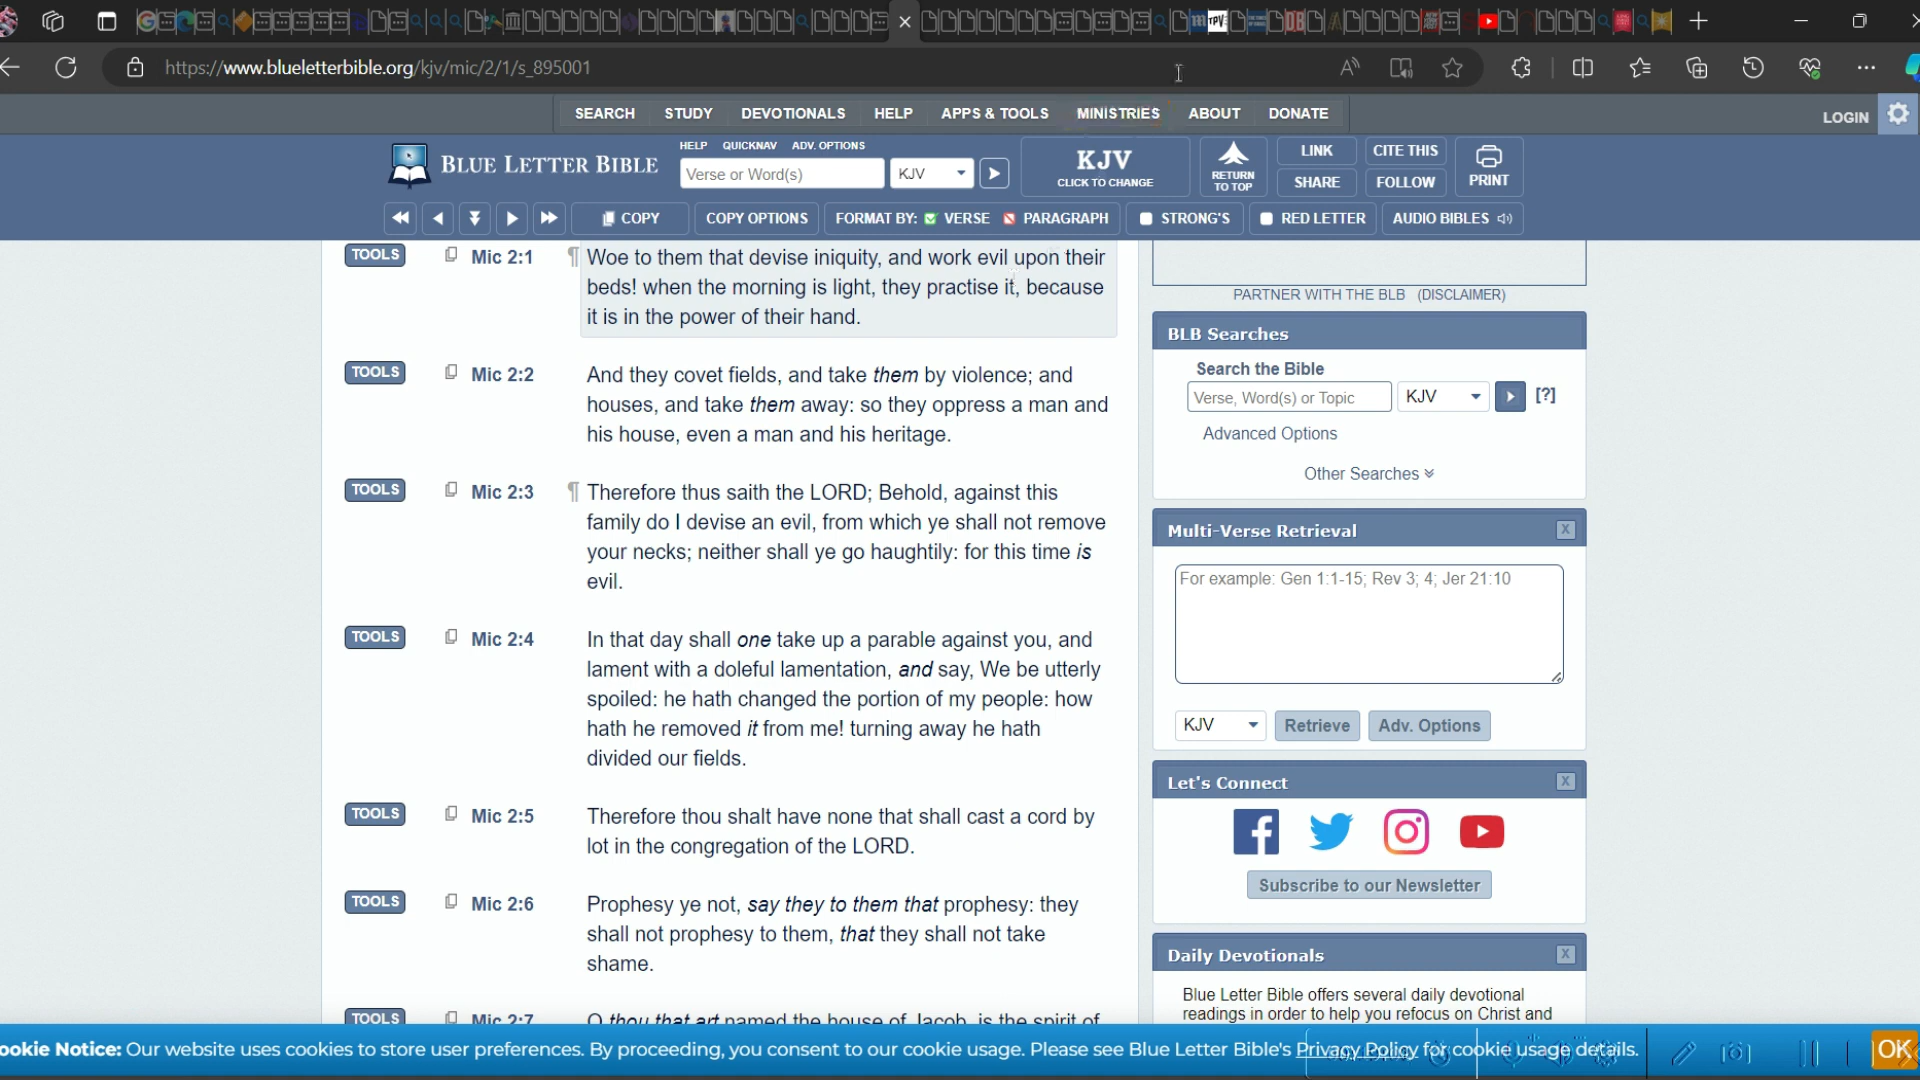 https://www.blueletterbible.org/kjv/mic/2/1/s_895001
SEARCH STUDY DEVOTIONALS HELP APPS & TOOLS MINISTRIES ABOUT DONATE
LOGIN
BLUE LETTER BIBLE
HELP QUICKNAV ADV. OPTIONS
Verse or Word(s) KJV
KJV
CLICK TO CHANGE
RETURN
TO TOP
LINK CITE THIS
SHARE FOLLOW
PRINT
COPY COPY OPTIONS FORMAT BY: VERSE PARAGRAPH STRONG'S RED LETTER AUDIO BIBLES
TOOLS Mic 2:1 ¶ Woe to them that devise iniquity, and work evil upon their
beds! when the morning is light, they practise it, because
it is in the power of their hand.
TOOLS Mic 2:2 And they covet fields, and take them by violence; and
houses, and take them away: so they oppress a man and
his house, even a man and his heritage.
TOOLS Mic 2:3 ¶ Therefore thus saith the LORD; Behold, against this
family do I devise an evil, from which ye shall not remove
your necks; neither shall ye go haughtily: for this time is
evil.
TOOLS Mic 2:4 In that day shall one take up a parable against you, and
lament with a doleful lamentation, and say, We be utterly
spoiled: he hath changed the portion of my people: how
hath he removed it from me! turning away he hath
divided our fields.
TOOLS Mic 2:5 Therefore thou shalt have none that shall cast a cord by
lot in the congregation of the LORD.
TOOLS Mic 2:6 Prophesy ye not, say they to them that prophesy: they
shall not prophesy to them, that they shall not take
shame.
TOOLS Mic 2:7 O thou that art named the house of Jacob, is the spirit of
PARTNER WITH THE BLB (DISCLAIMER)
BLB Searches
Search the Bible
Verse, Word(s) or Topic KJV [?]
Advanced Options
Other Searches
Multi-Verse Retrieval X
For example: Gen 1:1-15; Rev 3; 4; Jer 21:10
KJV Retrieve Adv. Options
Let's Connect X
Subscribe to our Newsletter
Daily Devotionals X
Blue Letter Bible offers several daily devotional
readings in order to help you refocus on Christ and
ookie Notice: Our website uses cookies to store user preferences. By proceeding, you consent to our cookie usage. Please see Blue Letter Bible's Privacy Policy for cookie usage details.
OK